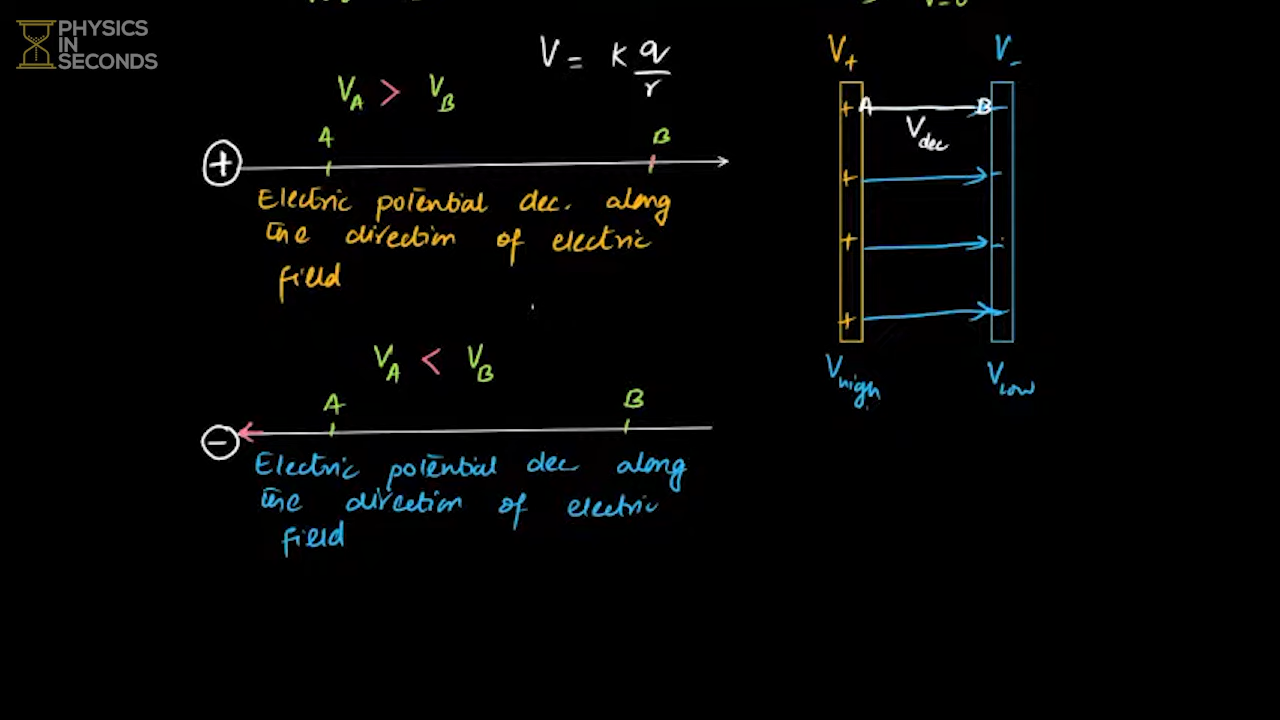 PHYSICS
IN
SECONDS
V=0
V = k q/r
V+
V-
VA > VB
A
B
+
Electric potential dec. along
the direction of electric
field
+ A
B -
Vdec
+
-
+
-
+
-
Vhigh
Vlow
VA < VB
A
B
-
Electric potential dec along
the direction of electric
field